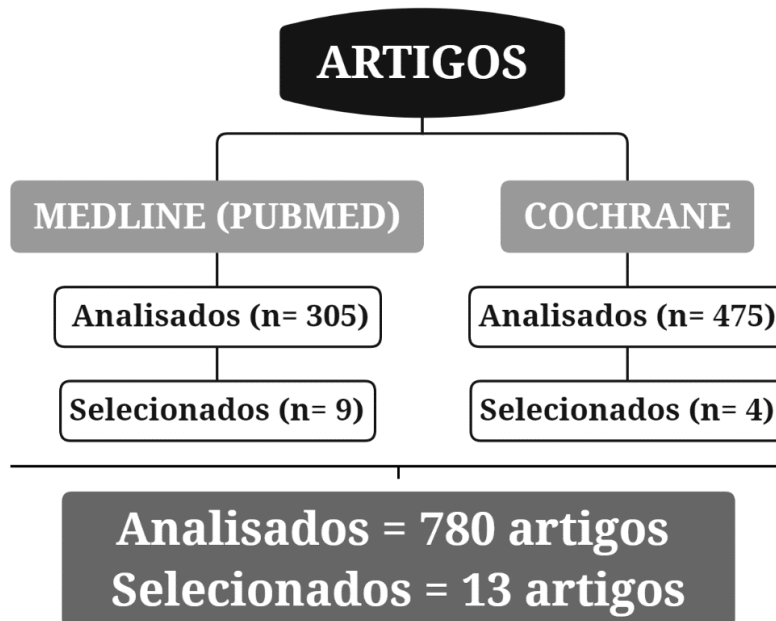 ARTIGOS
MEDLINE (PUBMED)
COCHRANE
Analisados (n= 305)
Analisados (n= 475)
Selecionados (n= 9)
Selecionados (n= 4)
Analisados = 780 artigos
Selecionados = 13 artigos